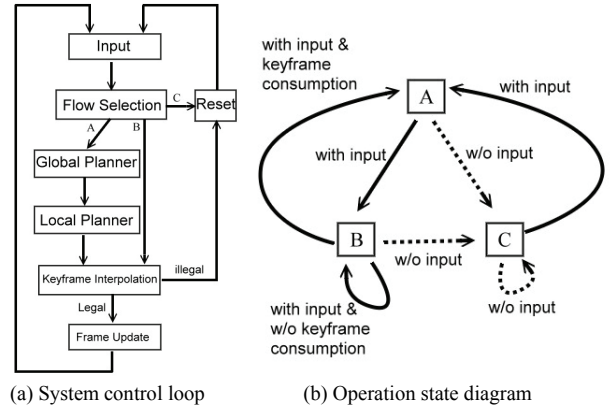 Input
Flow Selection
C
Reset
A
B
Global Planner
Local Planner
Keyframe Interpolation
illegal
Legal
Frame Update
(a) System control loop
with input &
keyframe
consumption
A
with input
with input
w/o input
B
C
w/o input
w/o input
with input &
w/o keyframe
consumption
(b) Operation state diagram